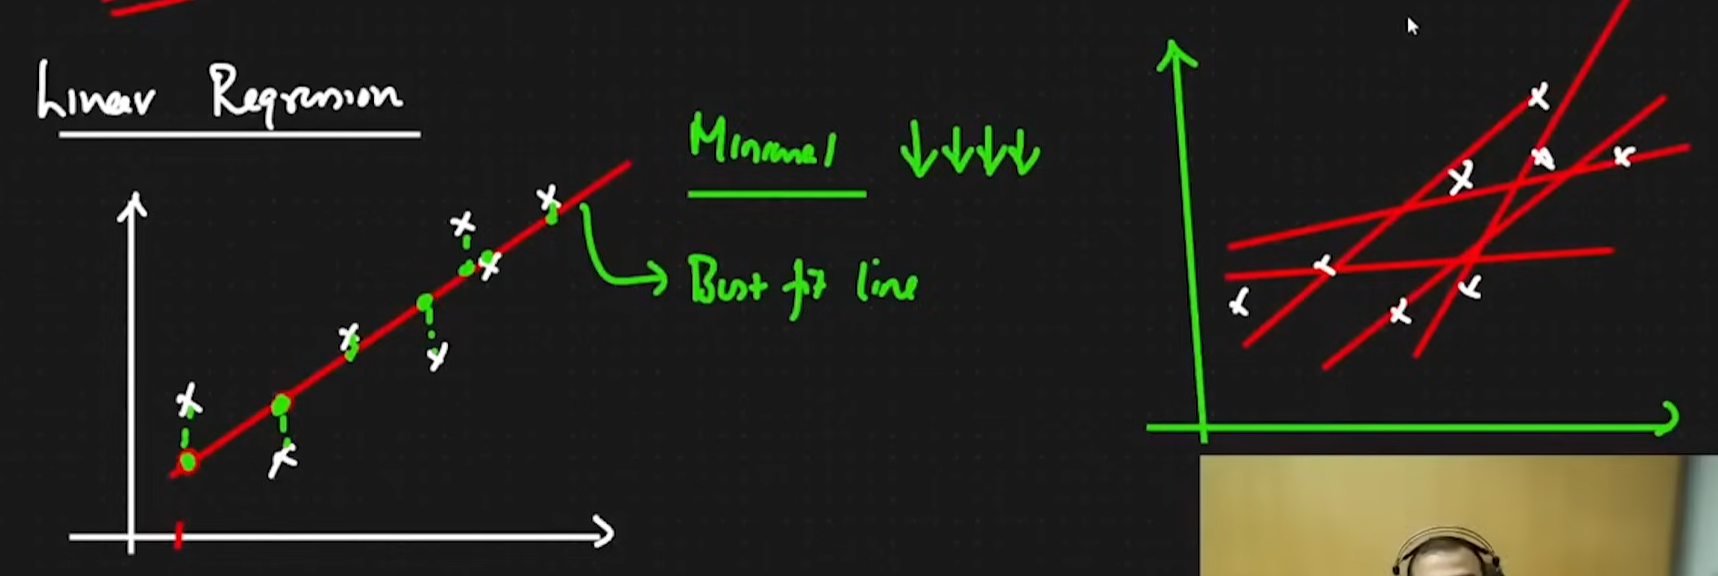 Linear Regression
Minimal ↓↓↓↓
Best fit line